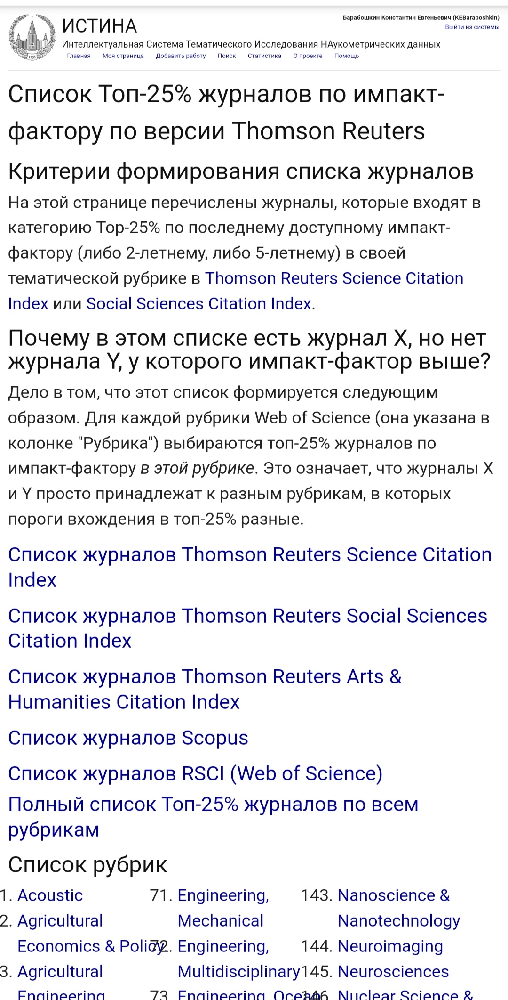 Барабошкин Константин Евгеньевич (KEBaraboshkin)
Выйти из системы
ИСТИНА
Интеллектуальная Система Тематического Исследования НАукометрических данных
Главная Моя страница Добавить работу Поиск Статистика О проекте Помощь
1755
Список Топ-25% журналов по импакт-
фактору по версии Thomson Reuters
Критерии формирования списка журналов
На этой странице перечислены журналы, которые входят в
категорию Top-25% по последнему доступному импакт-
фактору (либо 2-летнему, либо 5-летнему) в своей
тематической рубрике в Thomson Reuters Science Citation
Index или Social Sciences Citation Index.
Почему в этом списке есть журнал X, но нет
журнала Y, у которого импакт-фактор выше?
Дело в том, что этот список формируется следующим
образом. Для каждой рубрики Web of Science (она указана в
колонке "Рубрика") выбираются топ-25% журналов по
импакт-фактору в этой рубрике. Это означает, что журналы X
и Y просто принадлежат к разным рубрикам, в которых
пороги вхождения в топ-25% разные.
Список журналов Thomson Reuters Science Citation
Index
Список журналов Thomson Reuters Social Sciences
Citation Index
Список журналов Thomson Reuters Arts &
Humanities Citation Index
Список журналов Scopus
Список журналов RSCI (Web of Science)
Полный список Топ-25% журналов по всем
рубрикам
Список рубрик
1. Acoustic
2. Agricultural
Economics & Policy
3. Agricultural
Engineering
71. Engineering,
Mechanical
72. Engineering,
Multidisciplinary
73. Engineering, Ocean
143. Nanoscience &
Nanotechnology
144. Neuroimaging
145. Neurosciences
146. Nuclear Science &